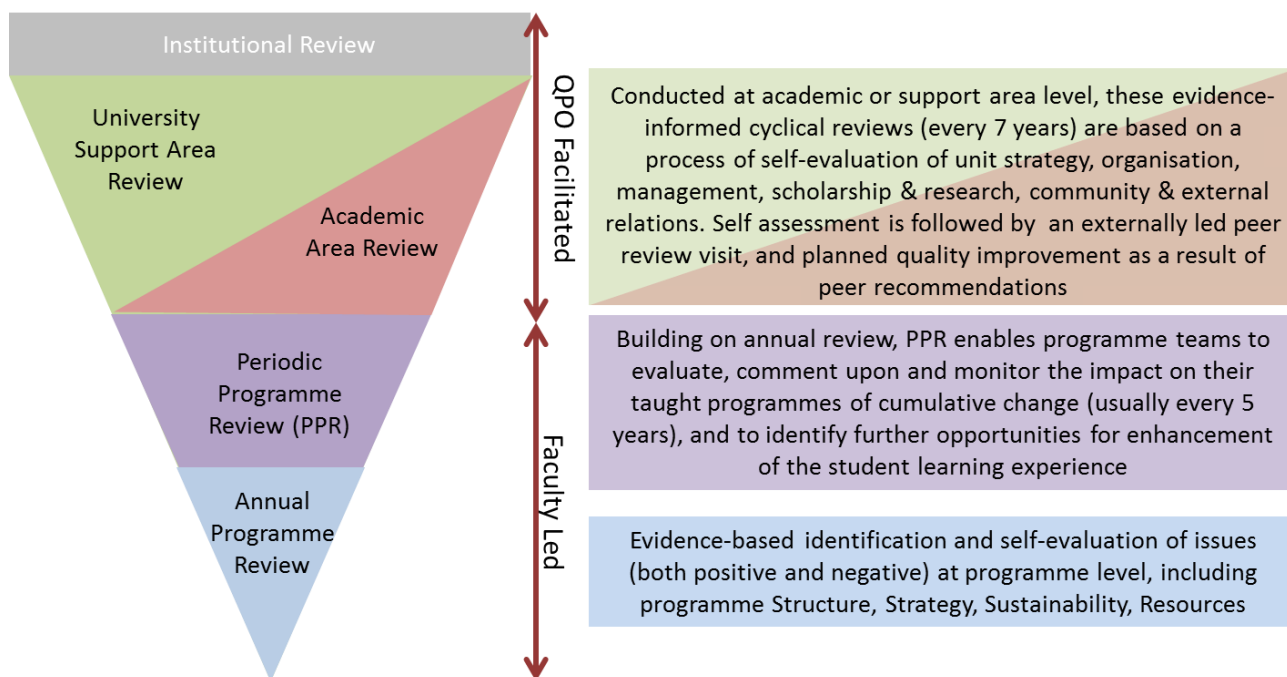 Institutional Review
University
Support Area
Review
Academic
Area Review
Periodic
Programme
Review (PPR)
Annual
Programme
Review
QPO Facilitated
Faculty Led
Conducted at academic or support area level, these evidence-
informed cyclical reviews (every 7 years) are based on a
process of self-evaluation of unit strategy, organisation,
management, scholarship & research, community & external
relations. Self assessment is followed by an externally led peer
review visit, and planned quality improvement as a result of
peer recommendations
Building on annual review, PPR enables programme teams to
evaluate, comment upon and monitor the impact on their
taught programmes of cumulative change (usually every 5
years), and to identify further opportunities for enhancement
of the student learning experience
Evidence-based identification and self-evaluation of issues
(both positive and negative) at programme level, including
programme Structure, Strategy, Sustainability, Resources